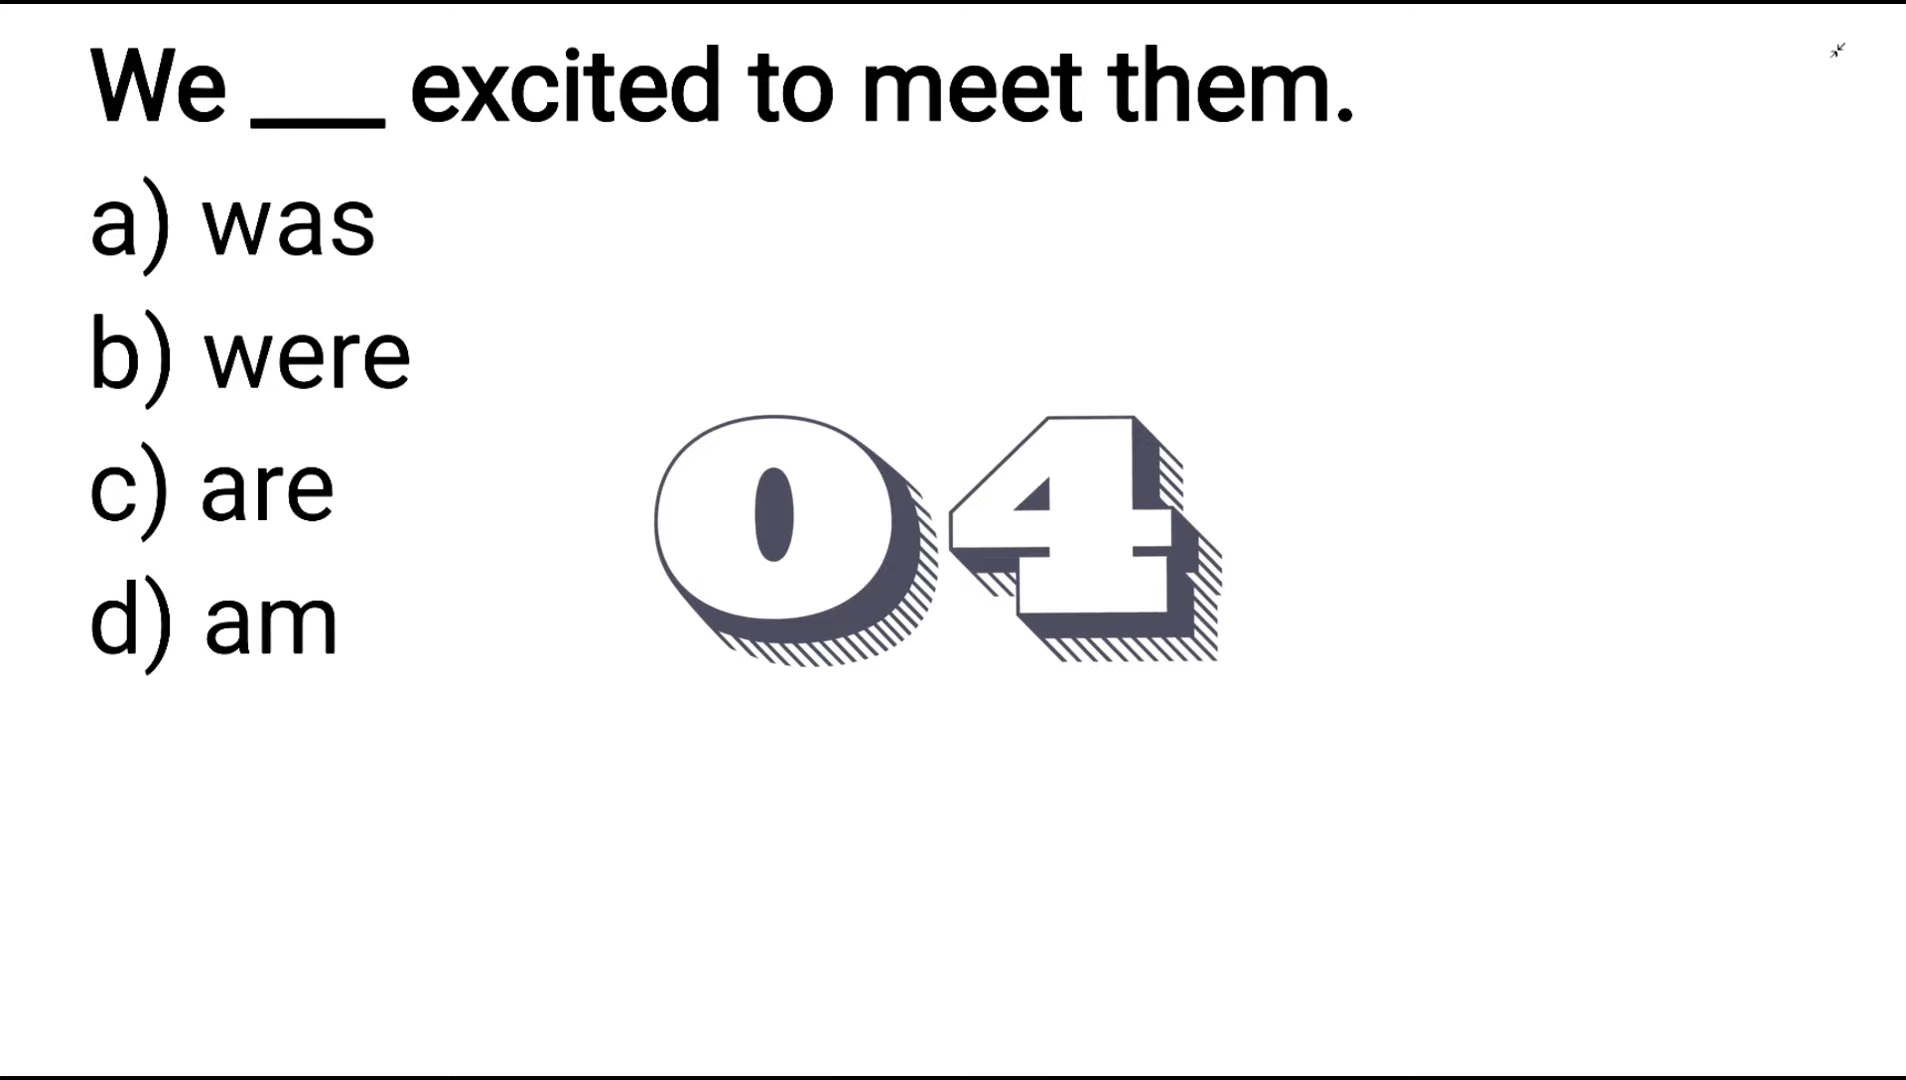 We ___ excited to meet them.
a) was
b) were
c) are
d) am
04